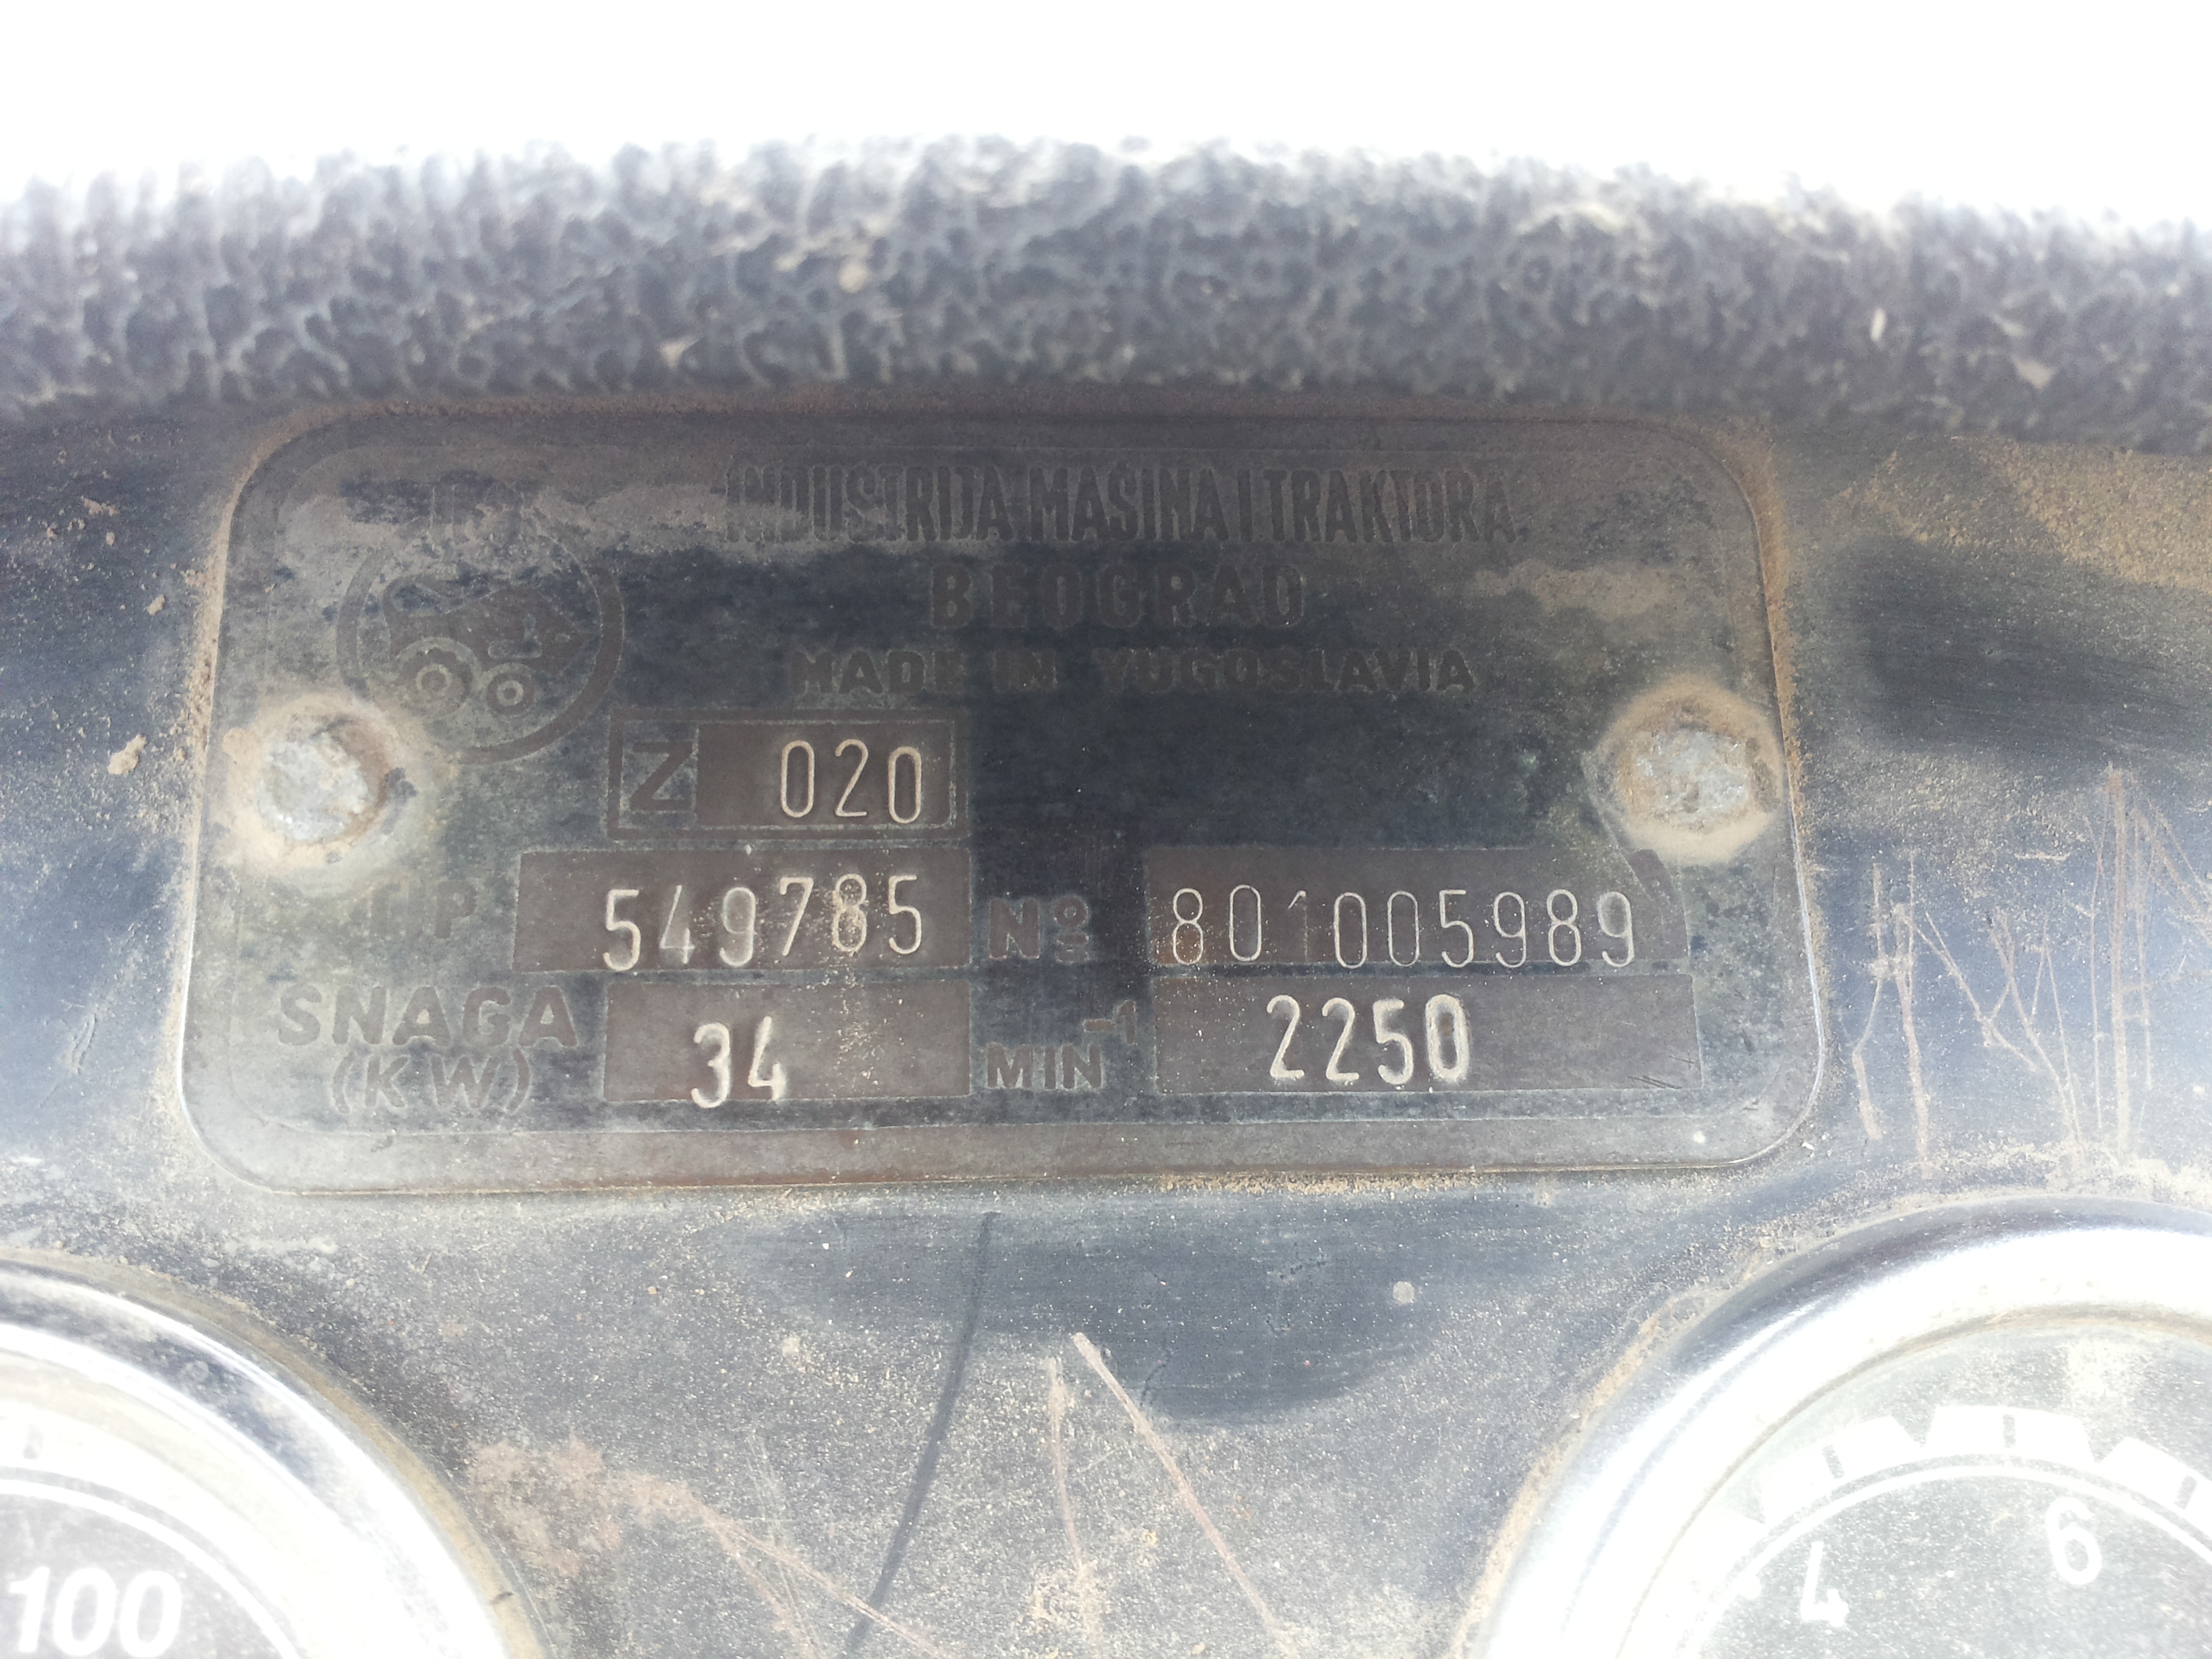 INDUSTRIJA MAŠINA I TRAKTORA
BEOGRAD
MADE IN YUGOSLAVIA
Z 020
TIP 549785 Nº 801005989
SNAGA (KW) 34 MIN⁻¹ 2250
100
4 6